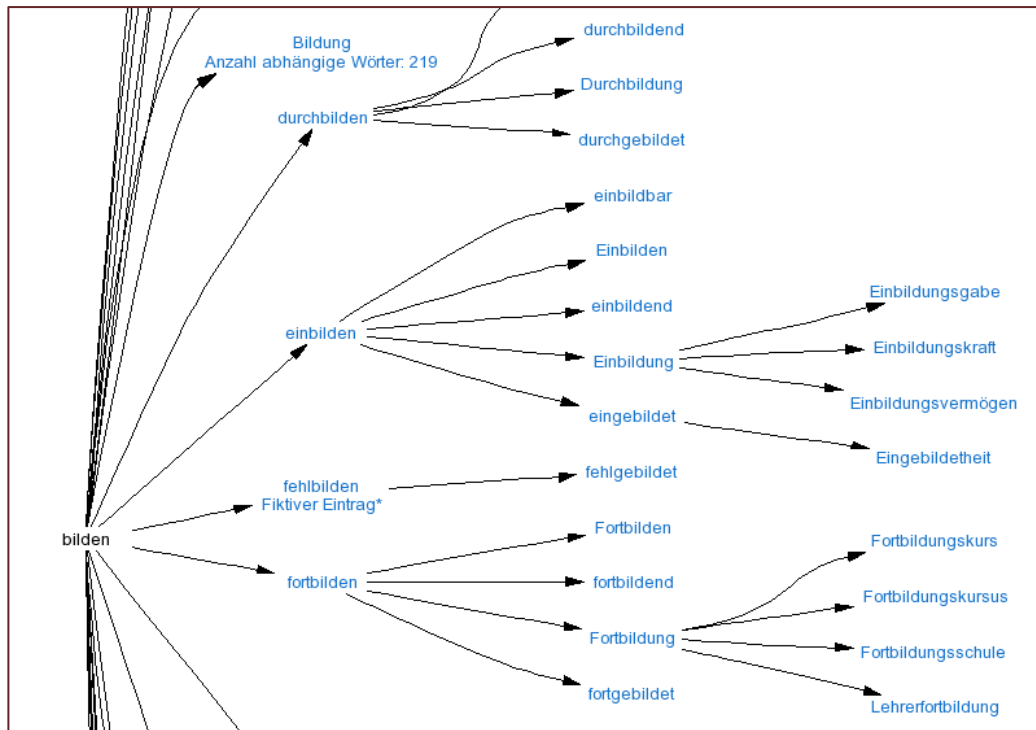 Bildung
Anzahl abhängige Wörter: 219
durchbilden
durchbildend
Durchbildung
durchgebildet
einbilden
einbildbar
Einbilden
einbildend
Einbildung
Einbildungsgabe
Einbildungskraft
Einbildungsvermögen
eingebildet
Eingebildetheit
fehlbilden
Fiktiver Eintrag*
fehlgebildet
bilden
fortbilden
Fortbilden
fortbildend
Fortbildung
Fortbildungskurs
Fortbildungskursus
Fortbildungsschule
Lehrerfortbildung
fortgebildet